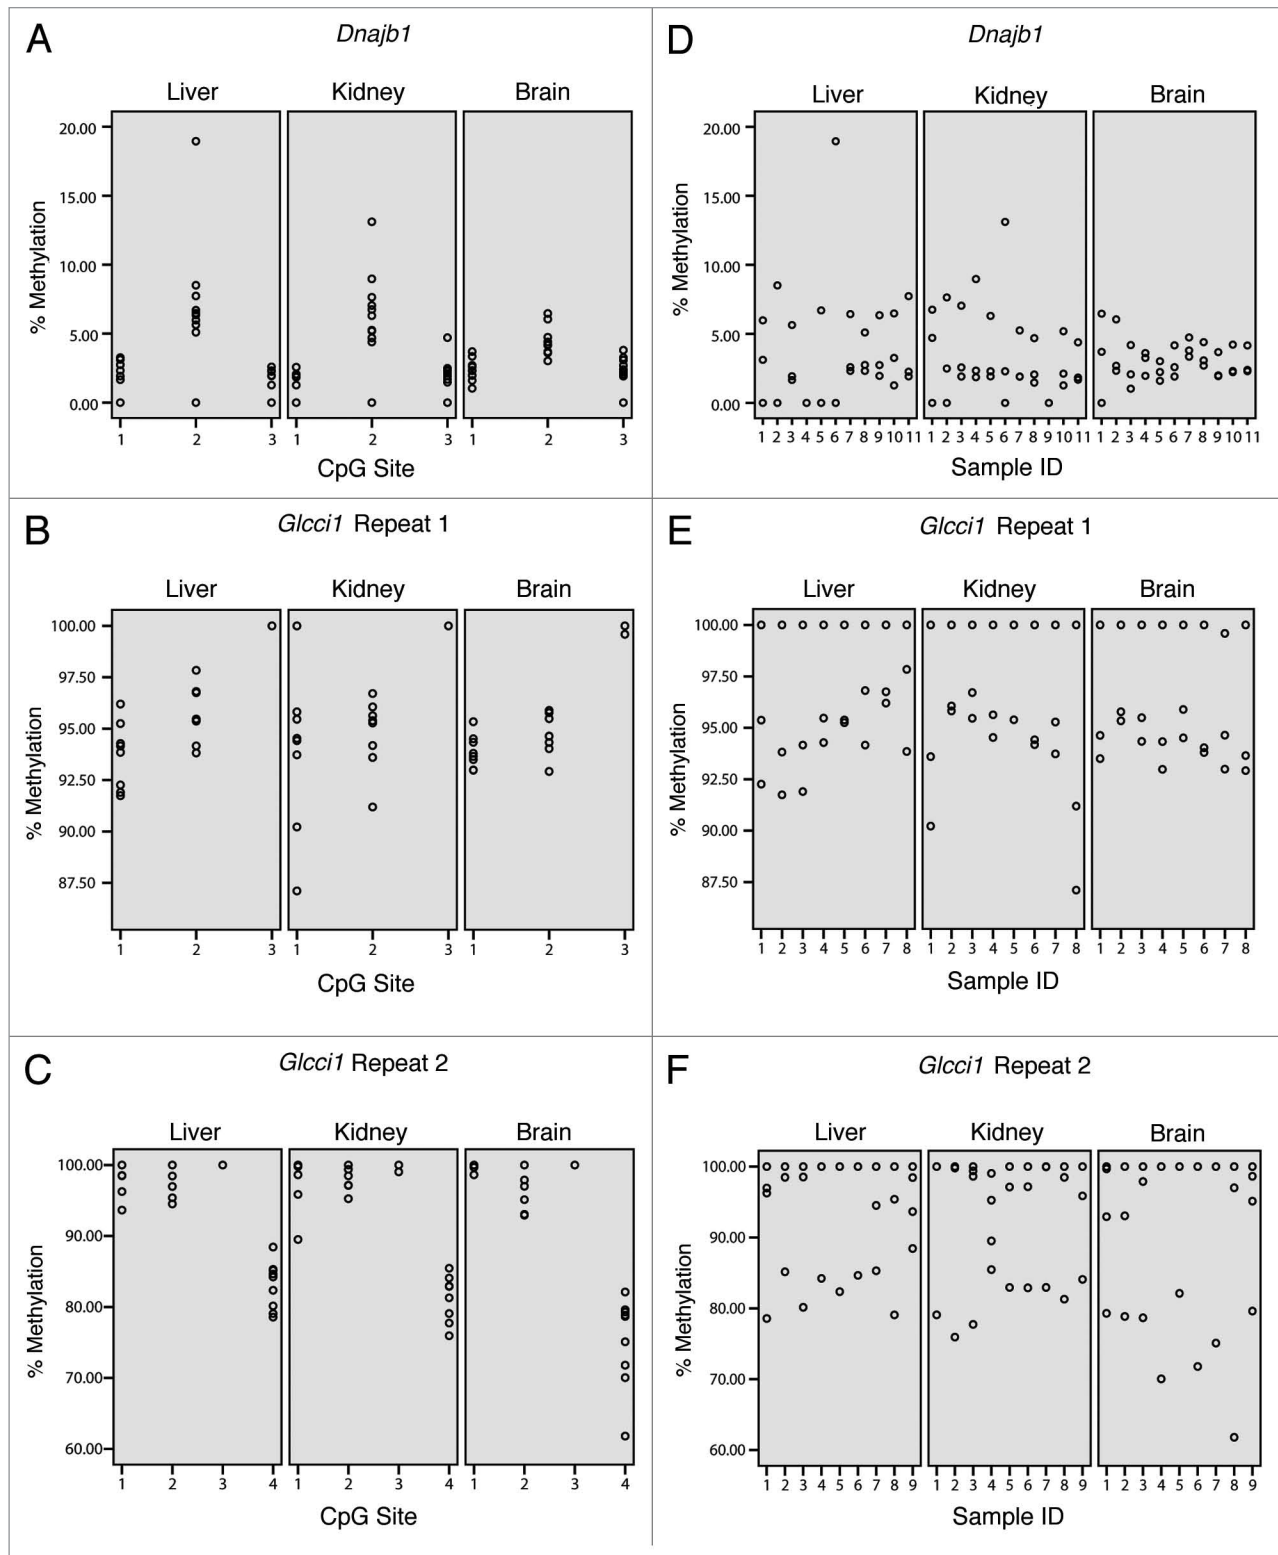 A
Dnajb1
Liver Kidney Brain
% Methylation
20.00
15.00
10.00
5.00
0.00
1 2 3 1 2 3 1 2 3
CpG Site
D
Dnajb1
Liver Kidney Brain
% Methylation
20.00
15.00
10.00
5.00
0.00
1 2 3 4 5 6 7 8 9 10 11 1 2 3 4 5 6 7 8 9 10 11 1 2 3 4 5 6 7 8 9 10 11
Sample ID
B
Glcci1 Repeat 1
Liver Kidney Brain
% Methylation
100.00
97.50
95.00
92.50
90.00
87.50
1 2 3 1 2 3 1 2 3
CpG Site
E
Glcci1 Repeat 1
Liver Kidney Brain
% Methylation
100.00
97.50
95.00
92.50
90.00
87.50
1 2 3 4 5 6 7 8 1 2 3 4 5 6 7 8 1 2 3 4 5 6 7 8
Sample ID
C
Glcci1 Repeat 2
Liver Kidney Brain
% Methylation
100.00
90.00
80.00
70.00
60.00
1 2 3 4 1 2 3 4 1 2 3 4
CpG Site
F
Glcci1 Repeat 2
Liver Kidney Brain
% Methylation
100.00
90.00
80.00
70.00
60.00
1 2 3 4 5 6 7 8 9 1 2 3 4 5 6 7 8 9 1 2 3 4 5 6 7 8 9
Sample ID